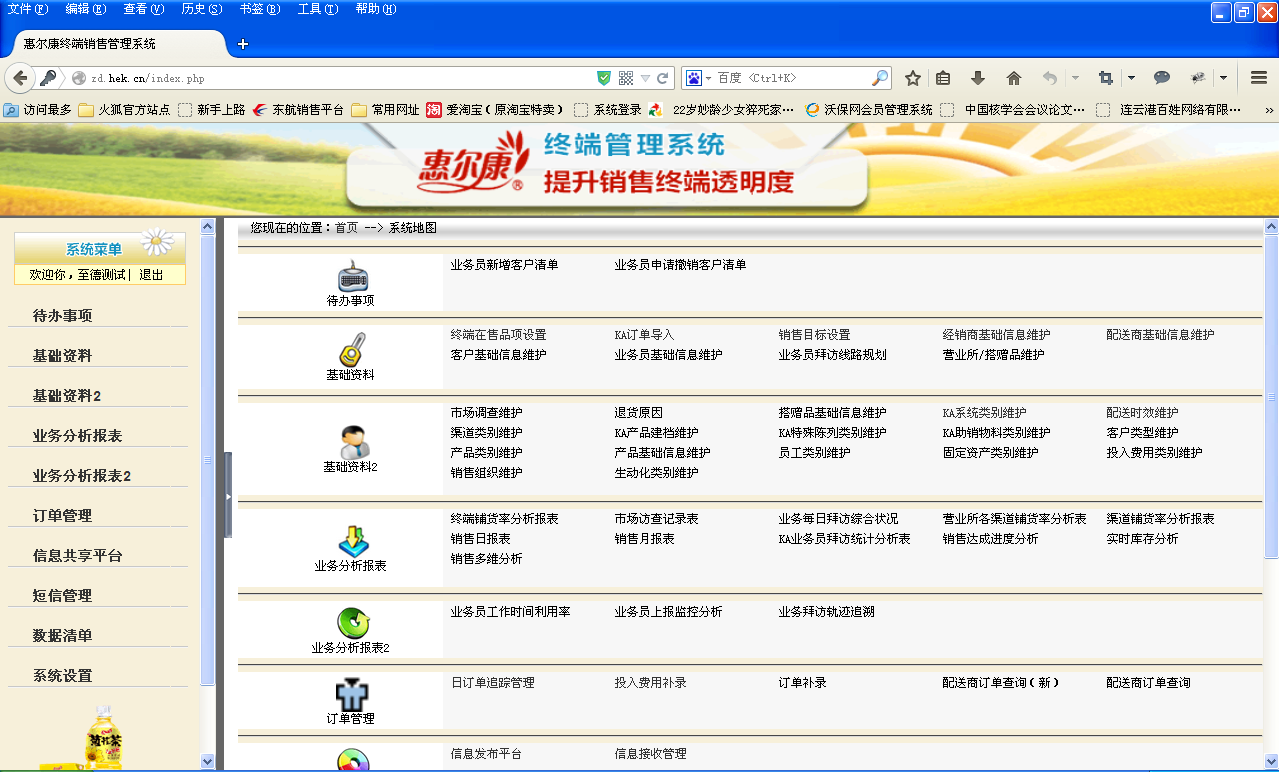 文件(F) 编辑(E) 查看(V) 历史(S) 书签(B) 工具(T) 帮助(H)
惠尔康终端销售管理系统
zd.hek.cn/index.php
百度 <Ctrl+K>
访问最多 火狐官方站点 新手上路 东航销售平台 常用网址 爱淘宝（原淘宝特卖） 系统登录 22岁妙龄少女猝死家… 沃保网会员管理系统 中国核学会会议论文… 连云港百姓网络有限…
惠尔康®
终端管理系统
提升销售终端透明度
系统菜单
欢迎你，至德测试| 退出
待办事项
基础资料
基础资料2
业务分析报表
业务分析报表2
订单管理
信息共享平台
短信管理
数据清单
系统设置
您现在的位置：首页 --> 系统地图
待办事项
业务员新增客户清单 业务员申请撤销客户清单
基础资料
终端在售品项设置 KA订单导入 销售目标设置 经销商基础信息维护 配送商基础信息维护
客户基础信息维护 业务员基础信息维护 业务员拜访线路规划 营业所/搭赠品维护
基础资料2
市场调查维护 退货原因 搭赠品基础信息维护 KA系统类别维护 配送时效维护
渠道类别维护 KA产品建档维护 KA特殊陈列类别维护 KA助销物料类别维护 客户类型维护
产品类别维护 产品基础信息维护 员工类别维护 固定资产类别维护 投入费用类别维护
销售组织维护 生动化类别维护
业务分析报表
终端铺货率分析报表 市场访查记录表 业务每日拜访综合状况 营业所各渠道铺货率分析表 渠道铺货率分析报表
销售日报表 销售月报表 KA业务员拜访统计分析表 销售达成进度分析 实时库存分析
销售多维分析
业务分析报表2
业务员工作时间利用率 业务员上报监控分析 业务拜访轨迹追溯
订单管理
日订单追踪管理 投入费用补录 订单补录 配送商订单查询（新） 配送商订单查询
信息发布平台 信息接收管理